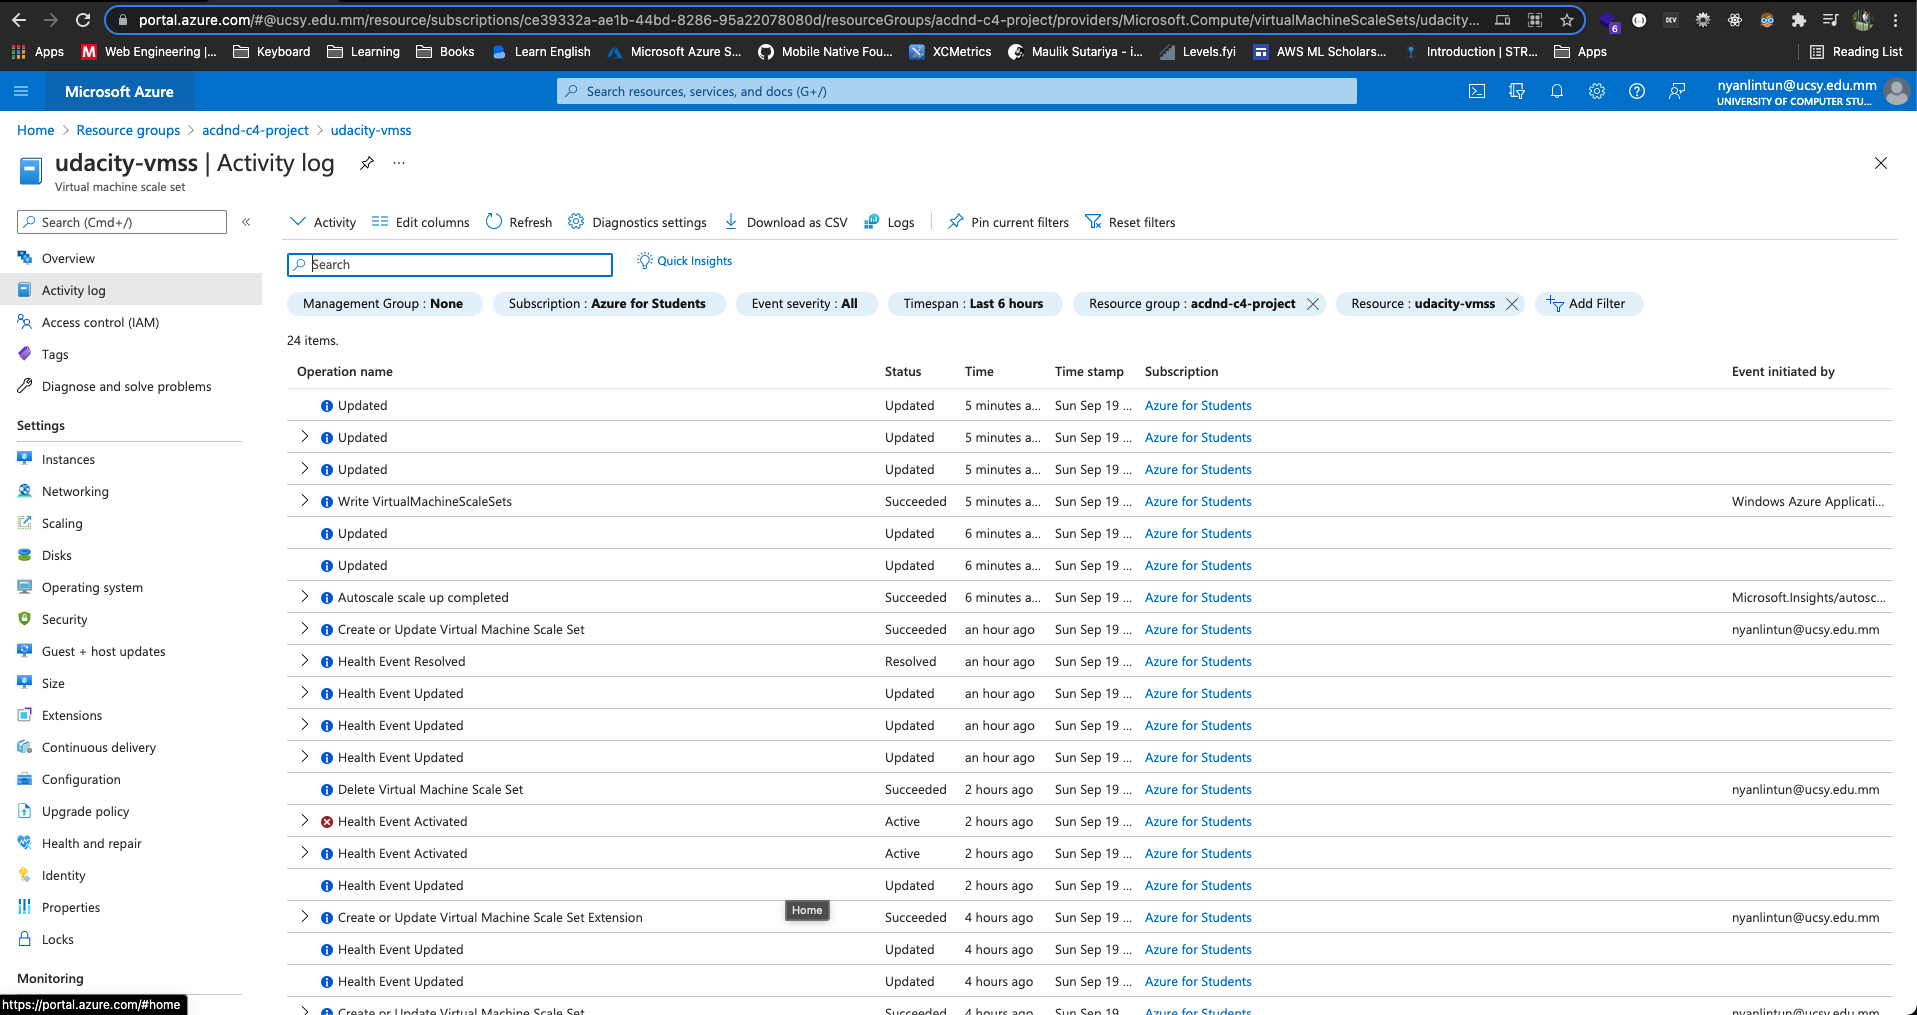 portal.azure.com/#@ucsy.edu.mm/resource/subscriptions/ce39332a-ae1b-44bd-8286-95a22078080d/resourceGroups/acdnd-c4-project/providers/Microsoft.Compute/virtualMachineScaleSets/udacity...
6
DEV
Apps
Web Engineering |...
Keyboard
Learning
Books
Learn English
Microsoft Azure S...
Mobile Native Fou...
XCMetrics
Maulik Sutariya - i...
Levels.fyi
AWS ML Scholars...
Introduction | STR...
Apps
Reading List
Microsoft Azure
Search resources, services, and docs (G+/)
nyanlintun@ucsy.edu.mm
UNIVERSITY OF COMPUTER STU...
Home > Resource groups > acdnd-c4-project > udacity-vmss
udacity-vmss | Activity log
Virtual machine scale set
Search (Cmd+/)
Overview
Activity log
Access control (IAM)
Tags
Diagnose and solve problems
Settings
Instances
Networking
Scaling
Disks
Operating system
Security
Guest + host updates
Size
Extensions
Continuous delivery
Configuration
Upgrade policy
Health and repair
Identity
Properties
Locks
Monitoring
https://portal.azure.com/#home
Activity Edit columns Refresh Diagnostics settings Download as CSV Logs Pin current filters Reset filters
Search
Quick Insights
Management Group : None
Subscription : Azure for Students
Event severity : All
Timespan : Last 6 hours
Resource group : acdnd-c4-project
Resource : udacity-vmss
Add Filter
24 items.
Operation name Status Time Time stamp Subscription Event initiated by
Updated Updated 5 minutes a... Sun Sep 19 ... Azure for Students
Updated Updated 5 minutes a... Sun Sep 19 ... Azure for Students
Updated Updated 5 minutes a... Sun Sep 19 ... Azure for Students
Write VirtualMachineScaleSets Succeeded 5 minutes a... Sun Sep 19 ... Azure for Students Windows Azure Applicati...
Updated Updated 6 minutes a... Sun Sep 19 ... Azure for Students
Updated Updated 6 minutes a... Sun Sep 19 ... Azure for Students
Autoscale scale up completed Succeeded 6 minutes a... Sun Sep 19 ... Azure for Students Microsoft.Insights/autosc...
Create or Update Virtual Machine Scale Set Succeeded an hour ago Sun Sep 19 ... Azure for Students nyanlintun@ucsy.edu.mm
Health Event Resolved Resolved an hour ago Sun Sep 19 ... Azure for Students
Health Event Updated Updated an hour ago Sun Sep 19 ... Azure for Students
Health Event Updated Updated an hour ago Sun Sep 19 ... Azure for Students
Health Event Updated Updated an hour ago Sun Sep 19 ... Azure for Students
Delete Virtual Machine Scale Set Succeeded 2 hours ago Sun Sep 19 ... Azure for Students nyanlintun@ucsy.edu.mm
Health Event Activated Active 2 hours ago Sun Sep 19 ... Azure for Students
Health Event Activated Active 2 hours ago Sun Sep 19 ... Azure for Students
Health Event Updated Updated 2 hours ago Sun Sep 19 ... Azure for Students
Home
Create or Update Virtual Machine Scale Set Extension Succeeded 4 hours ago Sun Sep 19 ... Azure for Students nyanlintun@ucsy.edu.mm
Health Event Updated Updated 4 hours ago Sun Sep 19 ... Azure for Students
Health Event Updated Updated 4 hours ago Sun Sep 19 ... Azure for Students
Create or Update Virtual Machine Scale Set Succeeded 4 hours ago Sun Sep 19 ... Azure for Students nyanlintun@ucsy.edu.mm